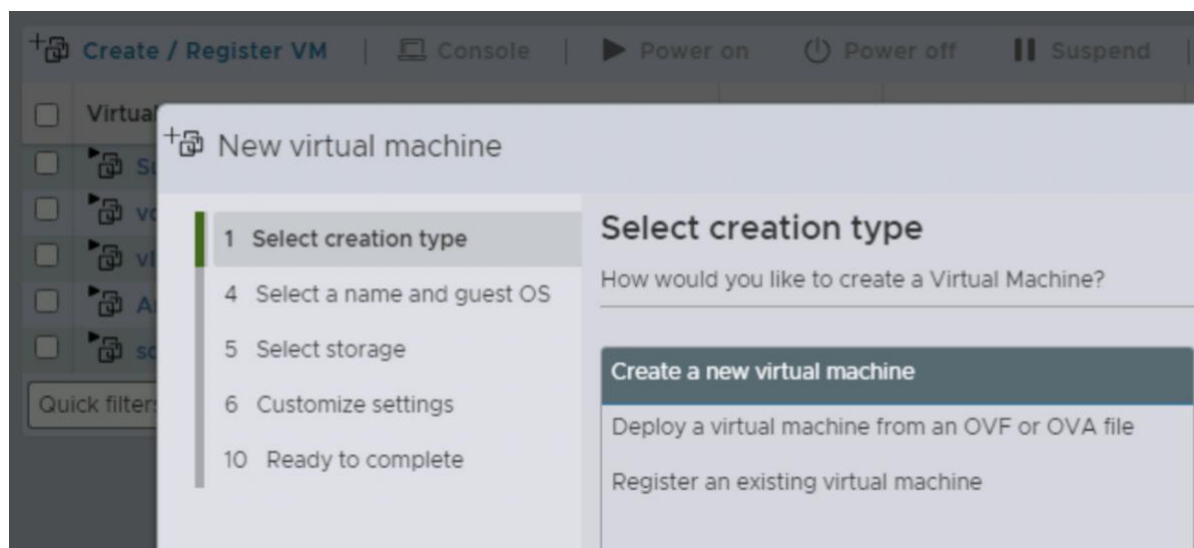 Create / Register VM | Console | Power on Power off Suspend |
Virtual
New virtual machine
1 Select creation type
4 Select a name and guest OS
5 Select storage
6 Customize settings
10 Ready to complete
Select creation type
How would you like to create a Virtual Machine?
Create a new virtual machine
Deploy a virtual machine from an OVF or OVA file
Register an existing virtual machine
Quick filter